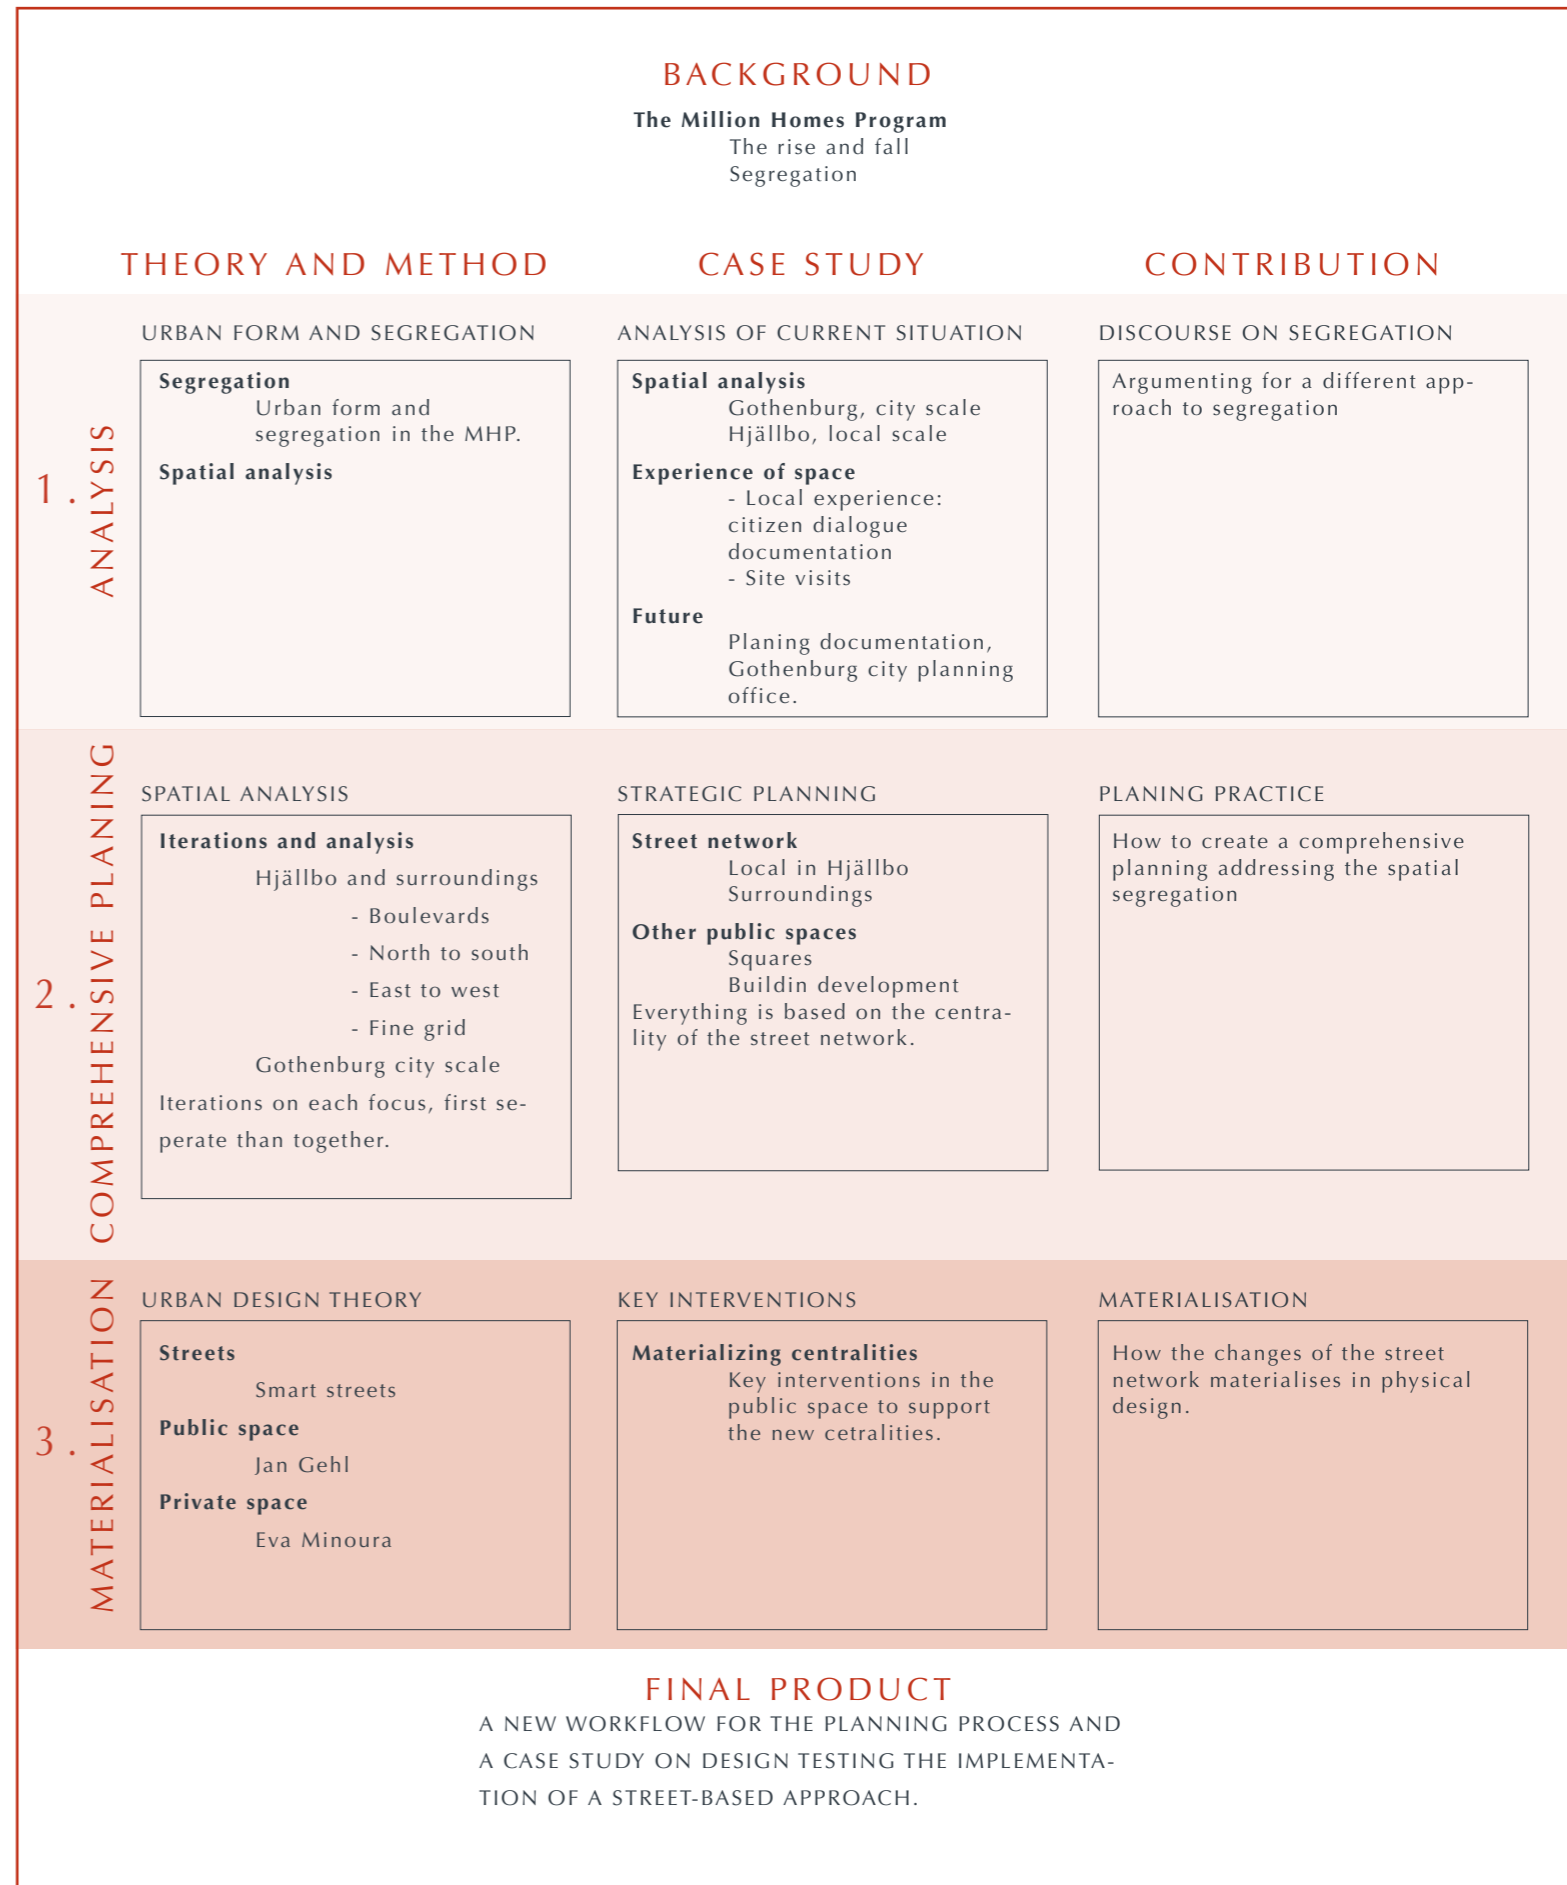 BACKGROUND
The Million Homes Program
The rise and fall
Segregation
THEORY AND METHOD
CASE STUDY
CONTRIBUTION
1. ANALYSIS
URBAN FORM AND SEGREGATION
Segregation
Urban form and
segregation in the MHP.
Spatial analysis
ANALYSIS OF CURRENT SITUATION
Spatial analysis
Gothenburg, city scale
Hjällbo, local scale
Experience of space
- Local experience:
citizen dialogue
documentation
- Site visits
Future
Planing documentation,
Gothenburg city planning
office.
DISCOURSE ON SEGREGATION
Argumenting for a different app-
roach to segregation
2. COMPREHENSIVE PLANING
SPATIAL ANALYSIS
Iterations and analysis
Hjällbo and surroundings
- Boulevards
- North to south
- East to west
- Fine grid
Gothenburg city scale
Iterations on each focus, first se-
perate than together.
STRATEGIC PLANNING
Street network
Local in Hjällbo
Surroundings
Other public spaces
Squares
Buildin development
Everything is based on the centra-
lity of the street network.
PLANING PRACTICE
How to create a comprehensive
planning addressing the spatial
segregation
3. MATERIALISATION
URBAN DESIGN THEORY
Streets
Smart streets
Public space
Jan Gehl
Private space
Eva Minoura
KEY INTERVENTIONS
Materializing centralities
Key interventions in the
public space to support
the new cetralities.
MATERIALISATION
How the changes of the street
network materialises in physical
design.
FINAL PRODUCT
A NEW WORKFLOW FOR THE PLANNING PROCESS AND
A CASE STUDY ON DESIGN TESTING THE IMPLEMENTA-
TION OF A STREET-BASED APPROACH.